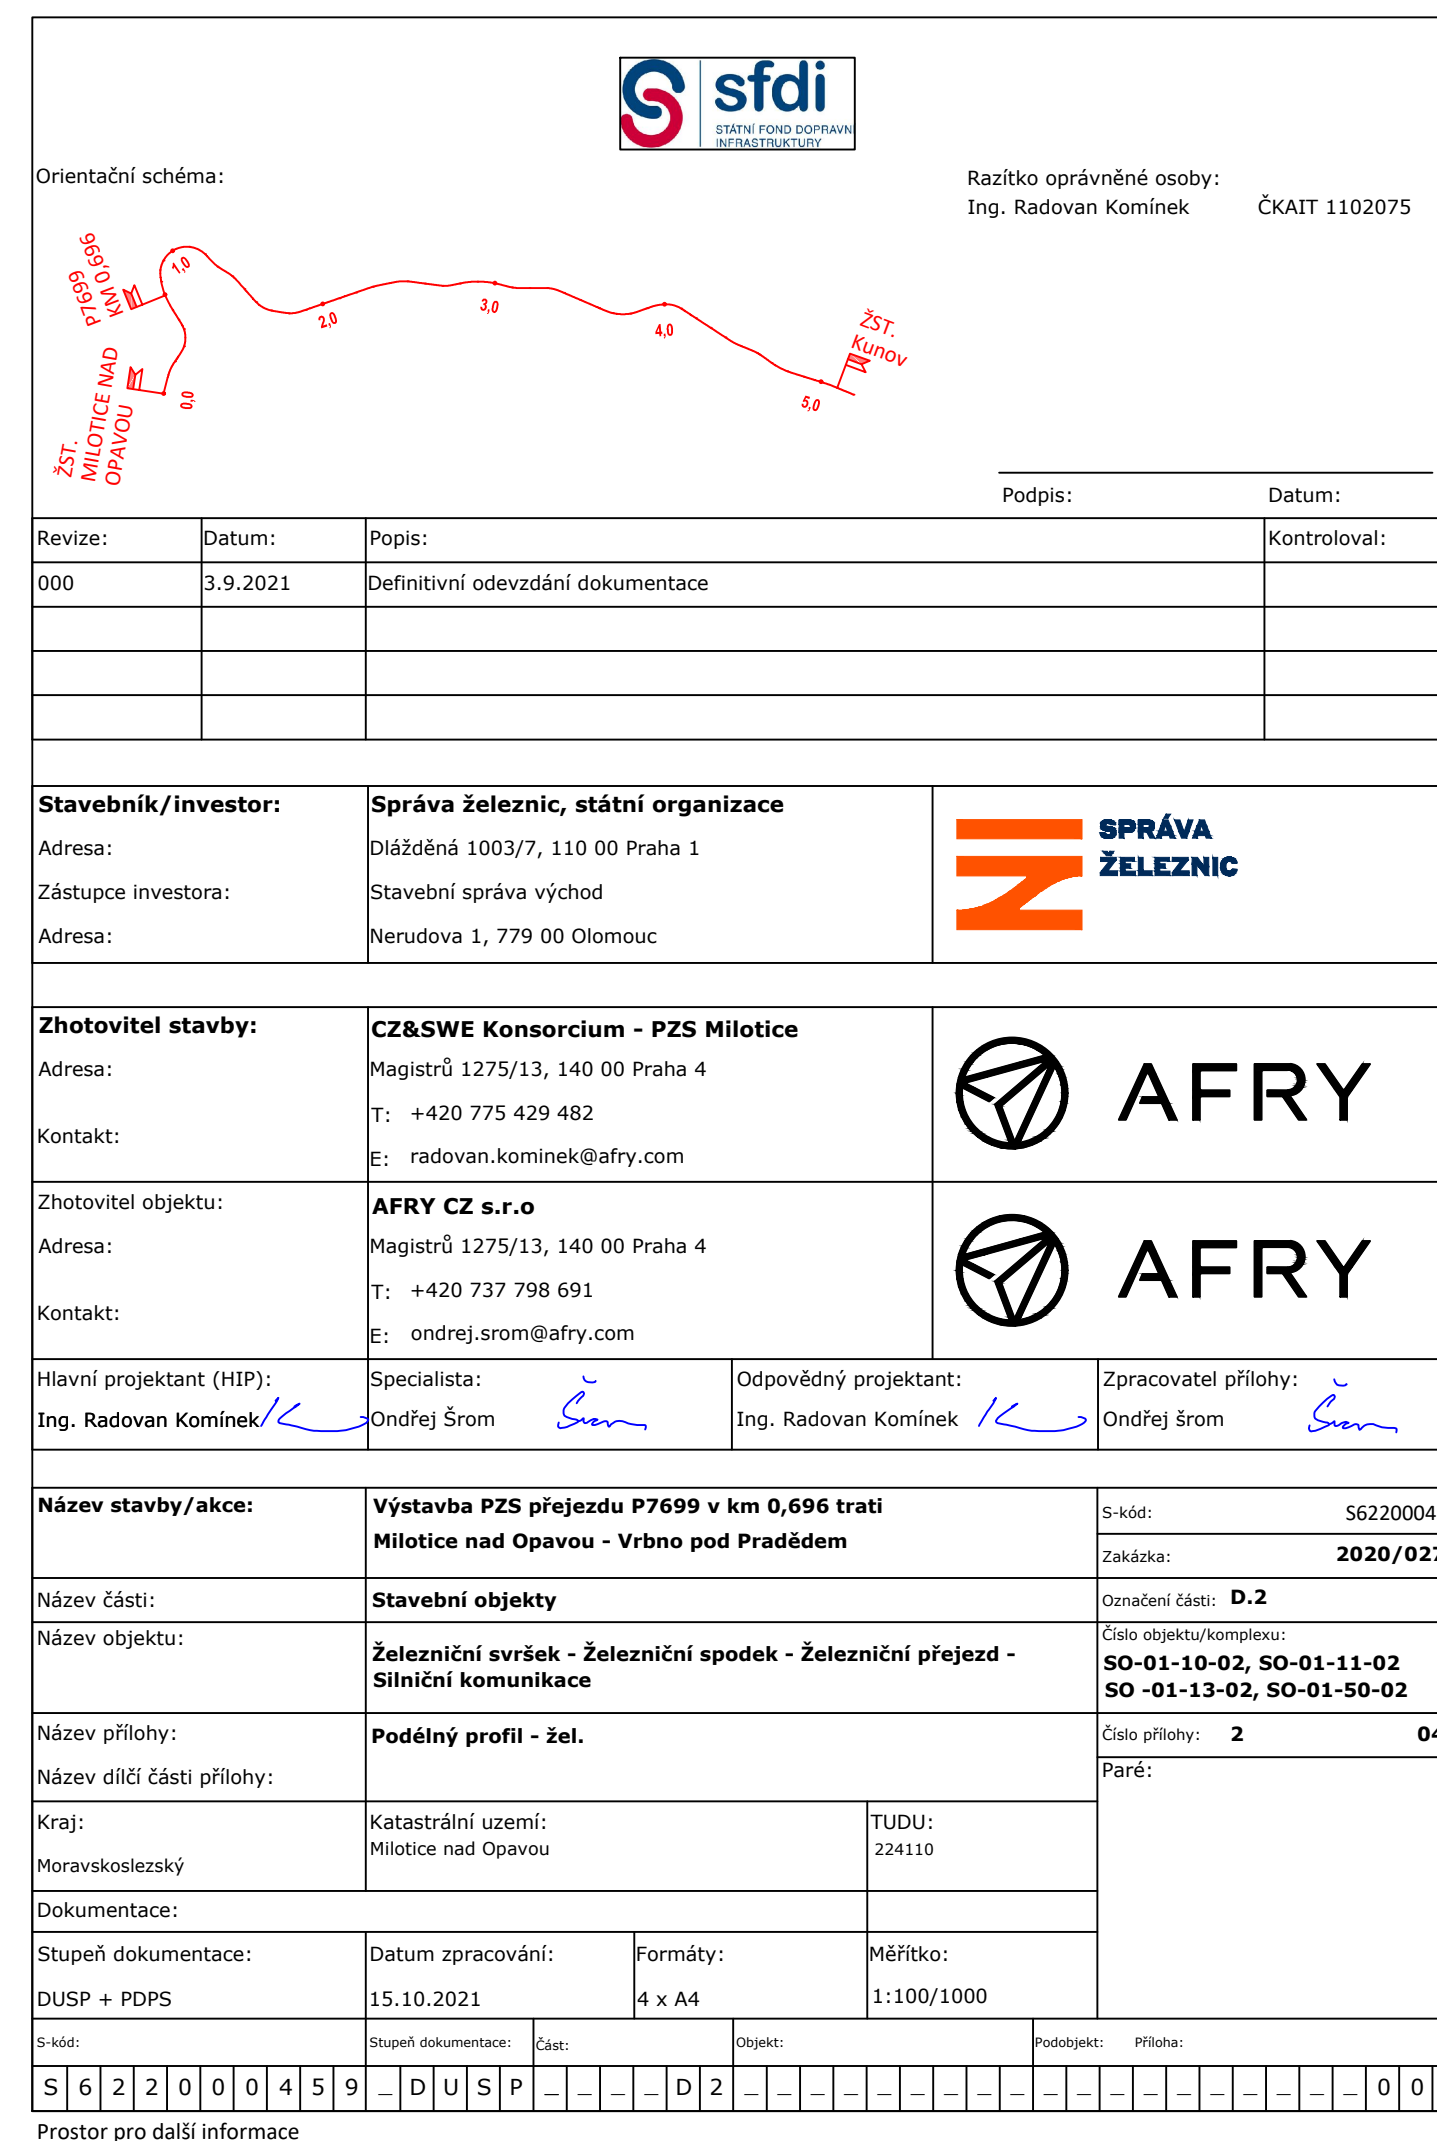 sfdi
STÁTNÍ FOND DOPRAVN
INFRASTRUKTURY
Orientační schéma:
Razítko oprávněné osoby:
Ing. Radovan Komínek ČKAIT 1102075
P7699
KM 0,696
1,0
2,0
3,0
4,0
5,0
0,0
ŽST.
Kunov
ŽST.
MILOTICE NAD
OPAVOU
Podpis: Datum:
Revize: Datum: Popis: Kontroloval:
000 3.9.2021 Definitivní odevzdání dokumentace
Stavebník/investor: Správa železnic, státní organizace
Adresa: Dlážděná 1003/7, 110 00 Praha 1
Zástupce investora: Stavební správa východ
Adresa: Nerudova 1, 779 00 Olomouc
SPRÁVA
ŽELEZNIC
Zhotovitel stavby: CZ&SWE Konsorcium - PZS Milotice
Adresa: Magistrů 1275/13, 140 00 Praha 4
Kontakt:
T: +420 775 429 482
E: radovan.kominek@afry.com
AFRY
Zhotovitel objektu: AFRY CZ s.r.o
Adresa: Magistrů 1275/13, 140 00 Praha 4
Kontakt:
T: +420 737 798 691
E: ondrej.srom@afry.com
AFRY
Hlavní projektant (HIP): Specialista: Odpovědný projektant: Zpracovatel přílohy:
Ing. Radovan Komínek Ondřej Šrom Ing. Radovan Komínek Ondřej šrom
Název stavby/akce: Výstavba PZS přejezdu P7699 v km 0,696 trati
Milotice nad Opavou - Vrbno pod Pradědem
S-kód: S6220004
Zakázka: 2020/027
Název části: Stavební objekty Označení části: D.2
Název objektu: Železniční svršek - Železniční spodek - Železniční přejezd -
Silniční komunikace
Číslo objektu/komplexu:
SO-01-10-02, SO-01-11-02
SO -01-13-02, SO-01-50-02
Název přílohy: Podélný profil - žel. Číslo přílohy: 2 04
Název dílčí části přílohy: Paré:
Kraj: Katastrální uzemí: TUDU:
Moravskoslezský Milotice nad Opavou 224110
Dokumentace:
Stupeň dokumentace: Datum zpracování: Formáty: Měřítko:
DUSP + PDPS 15.10.2021 4 x A4 1:100/1000
S-kód: Stupeň dokumentace: Část: Objekt: Podobjekt: Příloha:
S 6 2 2 0 0 0 4 5 9 _ D U S P _ _ _ _ D 2 _ _ _ _ _ _ _ _ _ _ _ _ _ _ _ _ _ _ _ 0 0
Prostor pro další informace